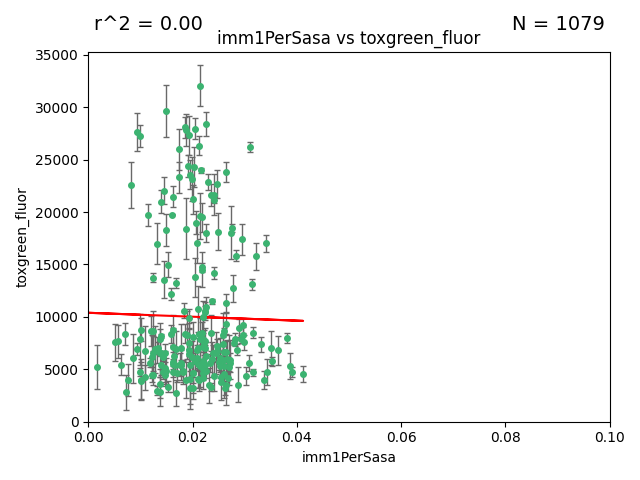 r^2 = 0.00
N = 1079
imm1PerSasa vs toxgreen_fluor
35000
30000
25000
20000
15000
10000
5000
0
toxgreen_fluor
0.00
0.02
0.04
0.06
0.08
0.10
imm1PerSasa